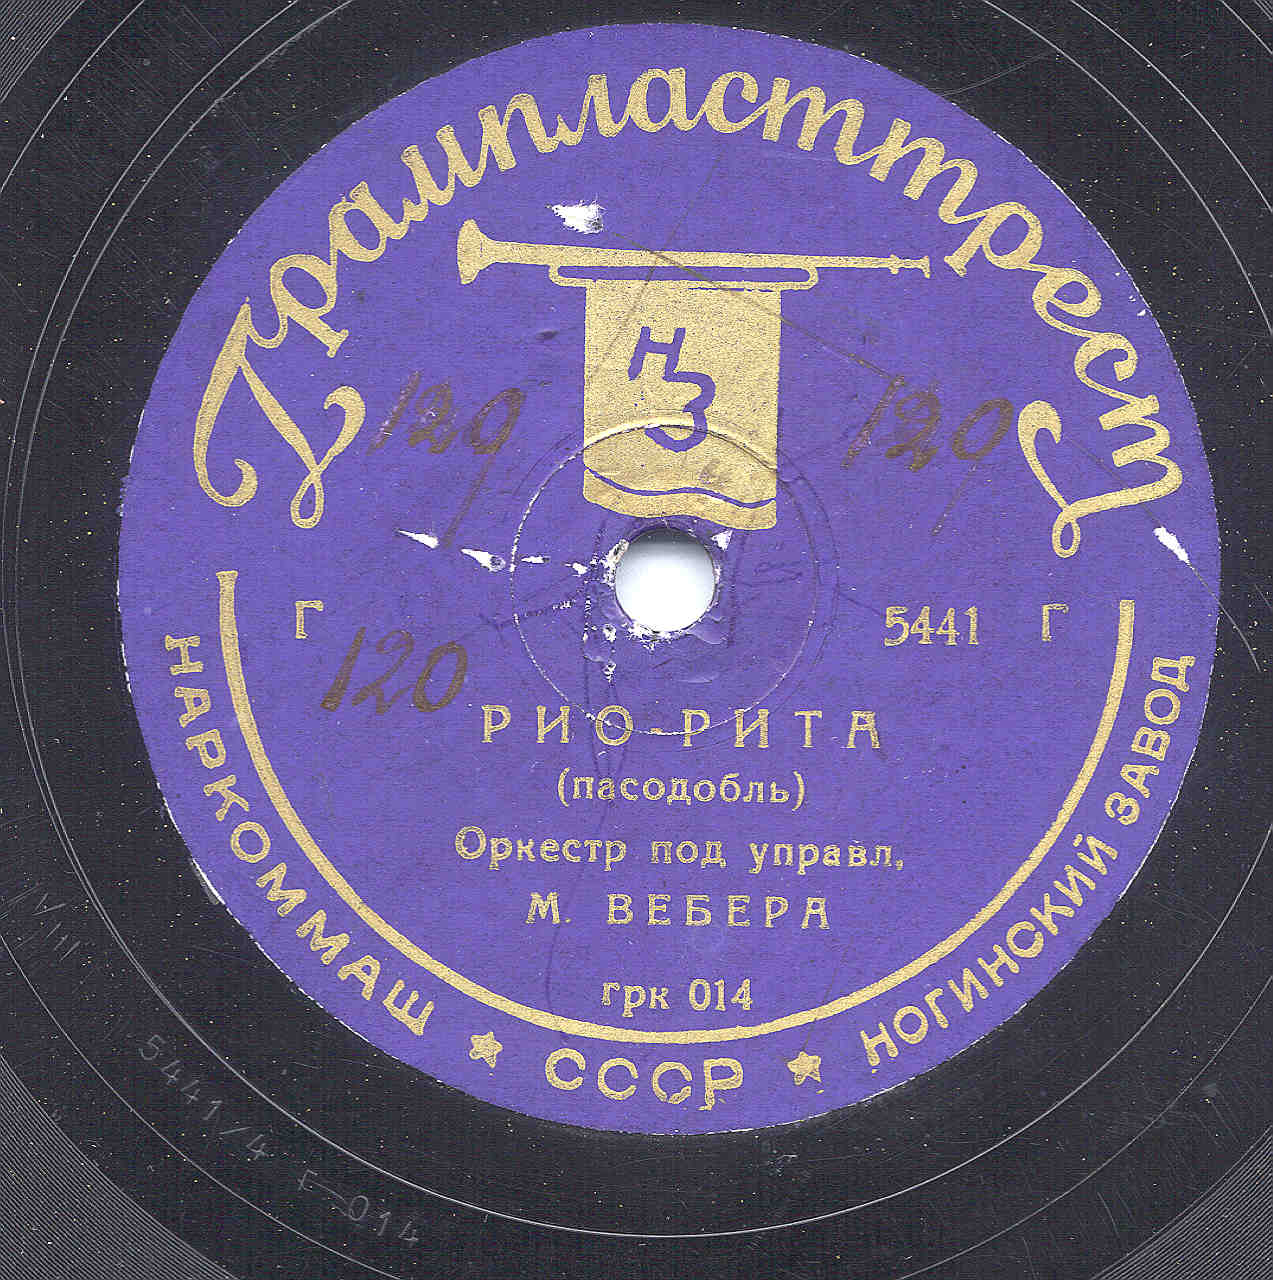 Грампласттрест
НЗ
120 120
Г 5441 Г
120
РИО-РИТА
(пасодобль)
Оркестр под управл.
М. ВЕБЕРА
грк 014
НАРКОММАШ ★ СССР ★ НОГИНСКИЙ ЗАВОД
5441/4 Г-014